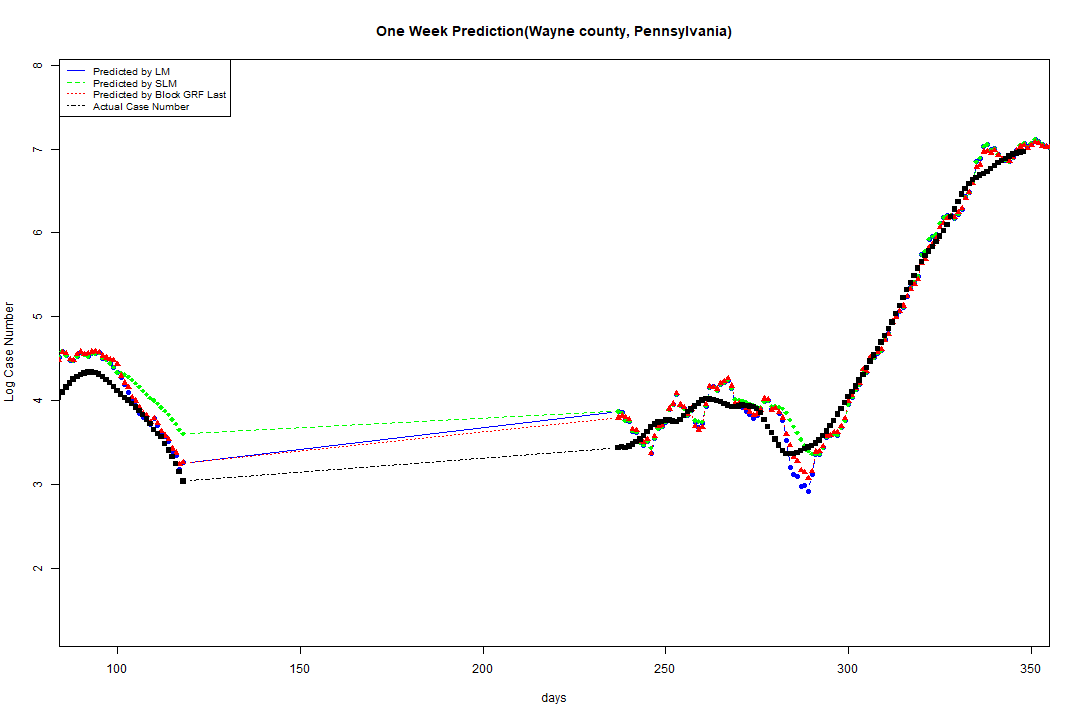 One Week Prediction(Wayne county, Pennsylvania)
Predicted by LM
Predicted by SLM
Predicted by Block GRF Last
Actual Case Number
8
7
6
5
4
3
2
Log Case Number
100 150 200 250 300 350
days